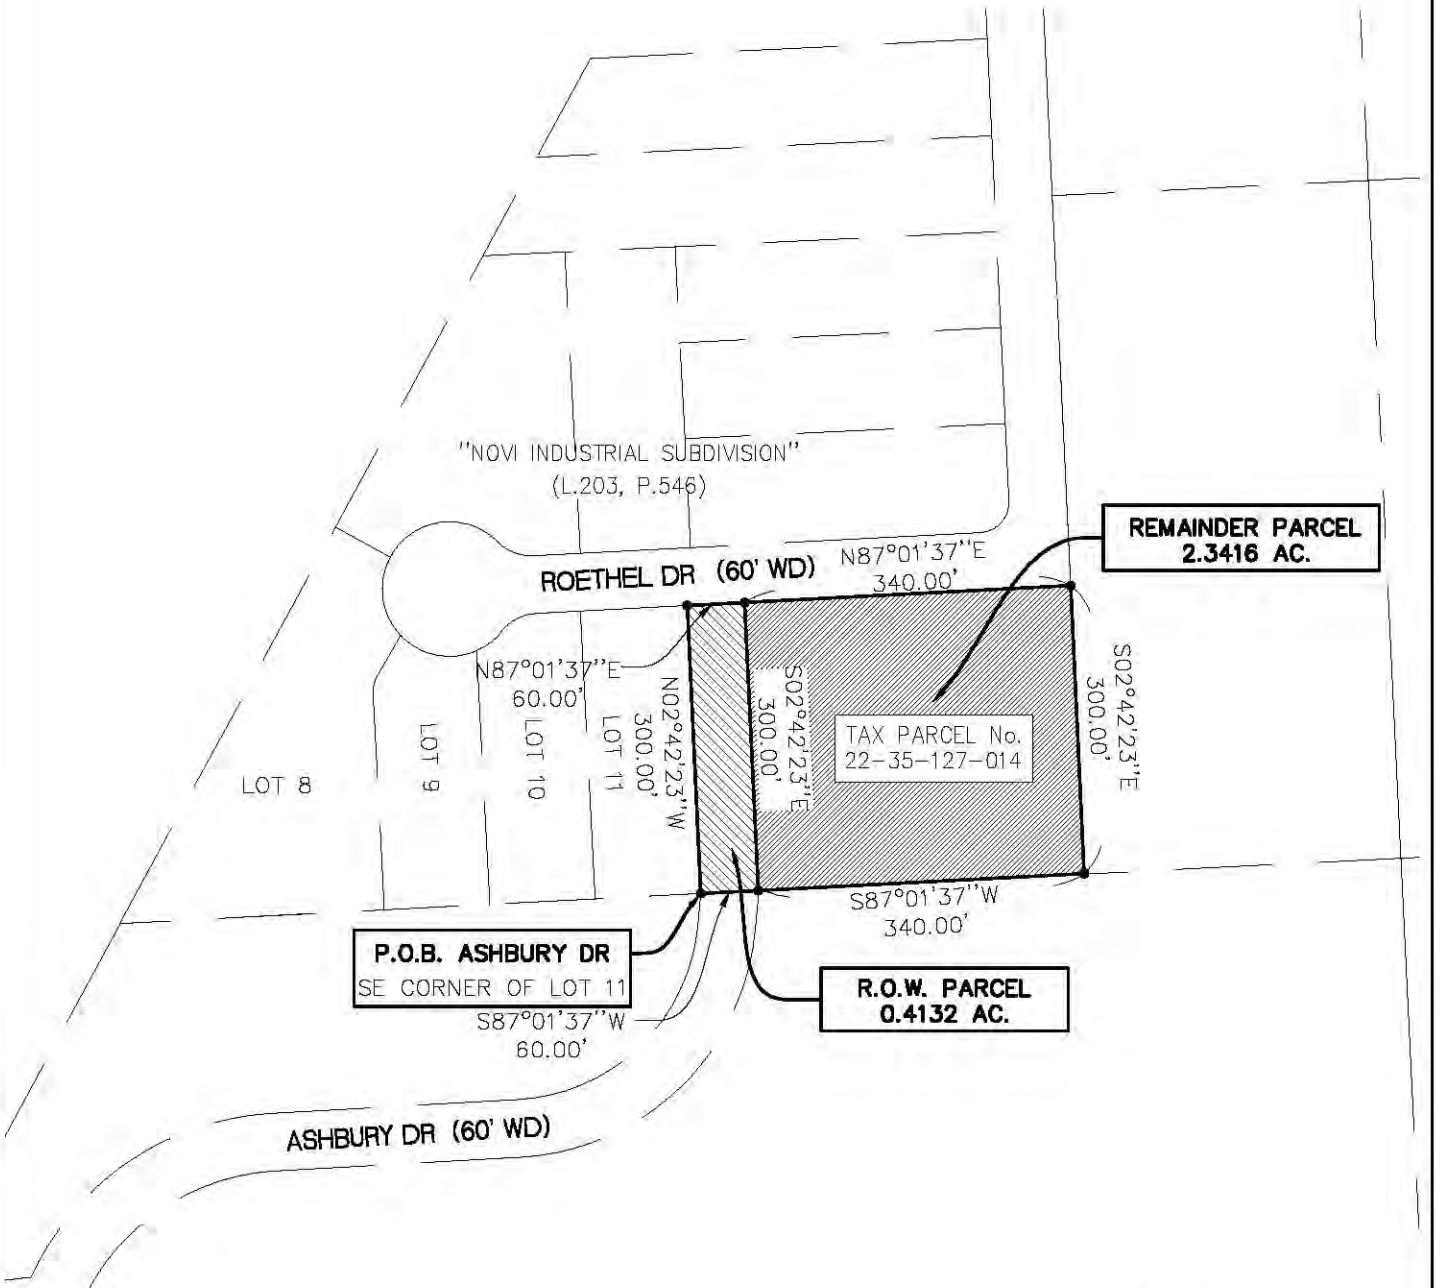 "NOVI INDUSTRIAL SUBDIVISION"
(L.203, P.546)
REMAINDER PARCEL
2.3416 AC.
ROETHEL DR (60' WD)
N87°01'37"E
340.00'
N87°01'37"E
60.00'
N02°42'23"W
300.00'
S02°42'23"E
300.00'
S02°42'23"E
300.00'
TAX PARCEL No.
22-35-127-014
LOT 8
LOT 9
LOT 10
LOT 11
S87°01'37"W
340.00'
P.O.B. ASHBURY DR
SE CORNER OF LOT 11
R.O.W. PARCEL
0.4132 AC.
S87°01'37"W
60.00'
ASHBURY DR (60' WD)